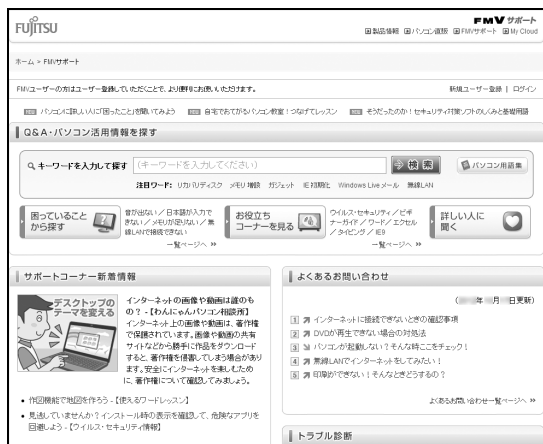 FUJITSU
FMVサポート
製品情報 パソコン直販 FMVサポート My Cloud
ホーム > FMVサポート
FMVユーザーの方はユーザー登録していただくことで、より便利にお使いいただけます。
新規ユーザー登録 | ログイン
パソコンに詳しい人に「困ったこと」を聞いてみよう 自宅でおてがるパソコン教室!つなげてレッスン そうだったのか!セキュリティ対策ソフトのしくみと基礎用語
Q&A・パソコン活用情報を探す
キーワードを入力して探す (キーワードを入力してください) 検索 パソコン用語集
注目ワード: リカバリディスク メモリ増設 ガジェット IE初期化 Windows Liveメール 無線LAN
困っていることから探す
音が出ない/日本語が入力できない/メモリが足りない/無線LANで接続できない
一覧ページへ »
お役立ちコーナーを見る
ウイルス・セキュリティ/ビギナーガイド/ワード/エクセル/タイピング/IE9
一覧ページへ »
詳しい人に聞く
サポートコーナー新着情報
デスクトップの
テーマを変える
インターネットの画像や動画は誰のも
の? -【わんにゃんパソコン相談所】
インターネット上の画像や動画は、著作権
で保護されています。画像や動画の共有
サイトなどから勝手に作品をダウンロード
すると、著作権を侵害してしまう場合があり
ます。安全にインターネットを楽しむため
に、著作権について確認してみましょう。
• 作図機能で地図を作ろう -【使えるワードレッスン】
• 見逃していませんか?インストール時の表示を確認して、危険なアプリを
回避しよう -【ウイルス・セキュリティ情報】
よくあるお問い合わせ
年 月 日更新)
1 インターネットに接続できないときの確認事項
2 DVDが再生できない場合の対処法
3 パソコンが起動しない?そんな時ここをチェック!
4 無線LANでインターネットをしてみたい!
5 印刷ができない!そんなときどうする?
よくあるお問い合わせ一覧ページへ »
トラブル診断